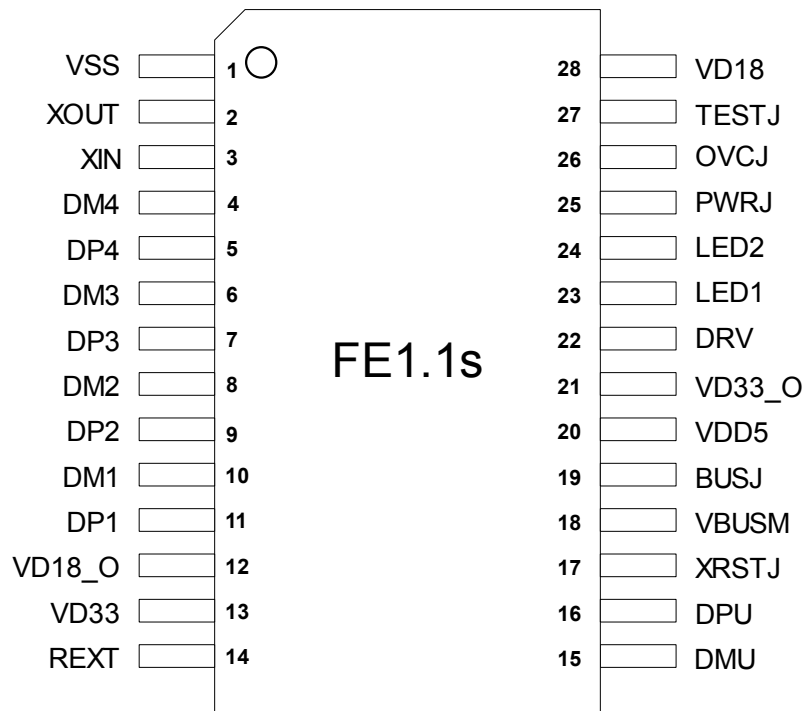 VSS 1 28 VD18
XOUT 2 27 TESTJ
XIN 3 26 OVCJ
DM4 4 25 PWRJ
DP4 5 24 LED2
DM3 6 23 LED1
DP3 7 22 DRV
FE1.1s
DM2 8 21 VD33_O
DP2 9 20 VDD5
DM1 10 19 BUSJ
DP1 11 18 VBUSM
VD18_O 12 17 XRSTJ
VD33 13 16 DPU
REXT 14 15 DMU